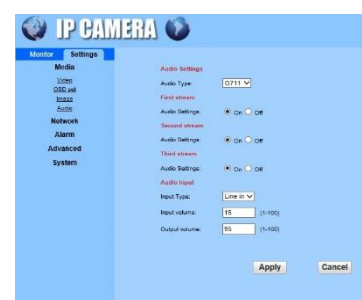 IP CAMERA
Monitor Settings
Media
Video
OSD set
Image
Audio
Network
Alarm
Advanced
System
Audio Settings
Audio Type: G711
First stream
Audio Settings: On Off
Second stream
Audio Settings: On Off
Third stream
Audio Settings: On Off
Audio Input
Input Type: Line in
Input volume: 15 (1-100)
Output volume: 95 (1-100)
Apply Cancel